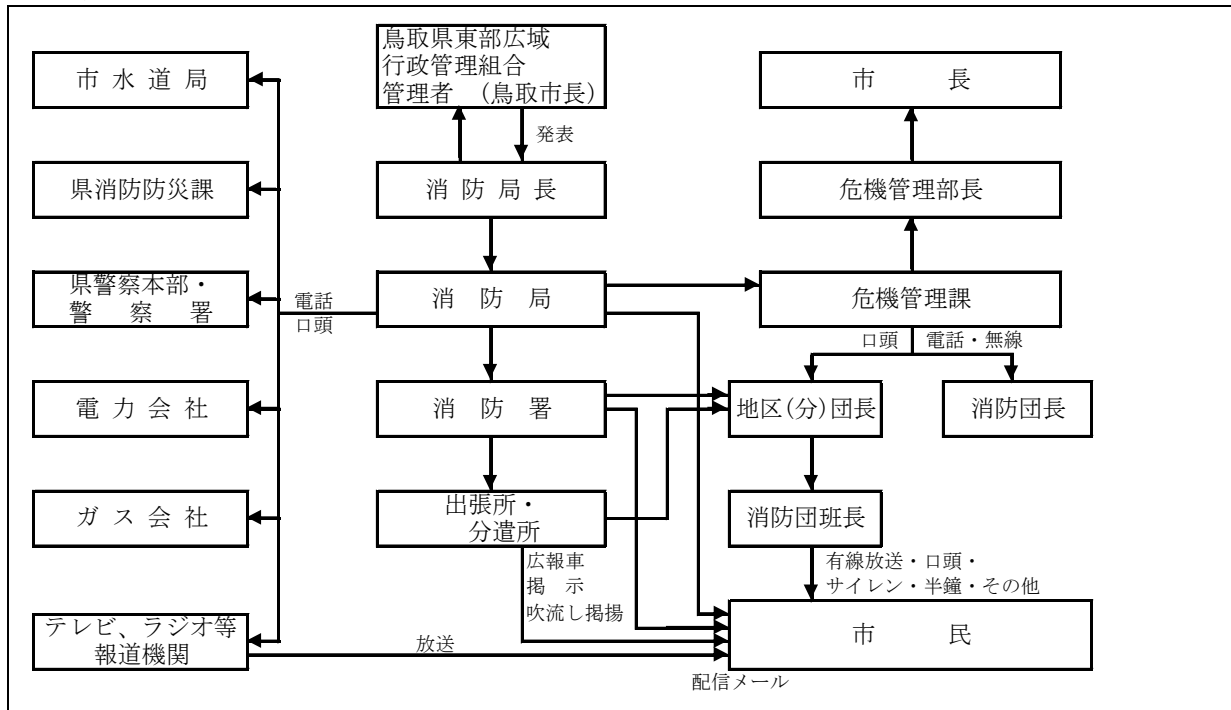 鳥取県東部広域
行政管理組合
管理者 (鳥取市長)
市水道局
市長
発表
県消防防災課
消防局長
危機管理部長
県警察本部・
警察署
電話
口頭
消防局
危機管理課
口頭
電話・無線
電力会社
消防署
地区(分)団長
消防団長
ガス会社
出張所・
分遣所
消防団班長
広報車
掲示
吹流し掲揚
有線放送・口頭・
サイレン・半鐘・その他
テレビ、ラジオ等
報道機関
放送
市民
配信メール